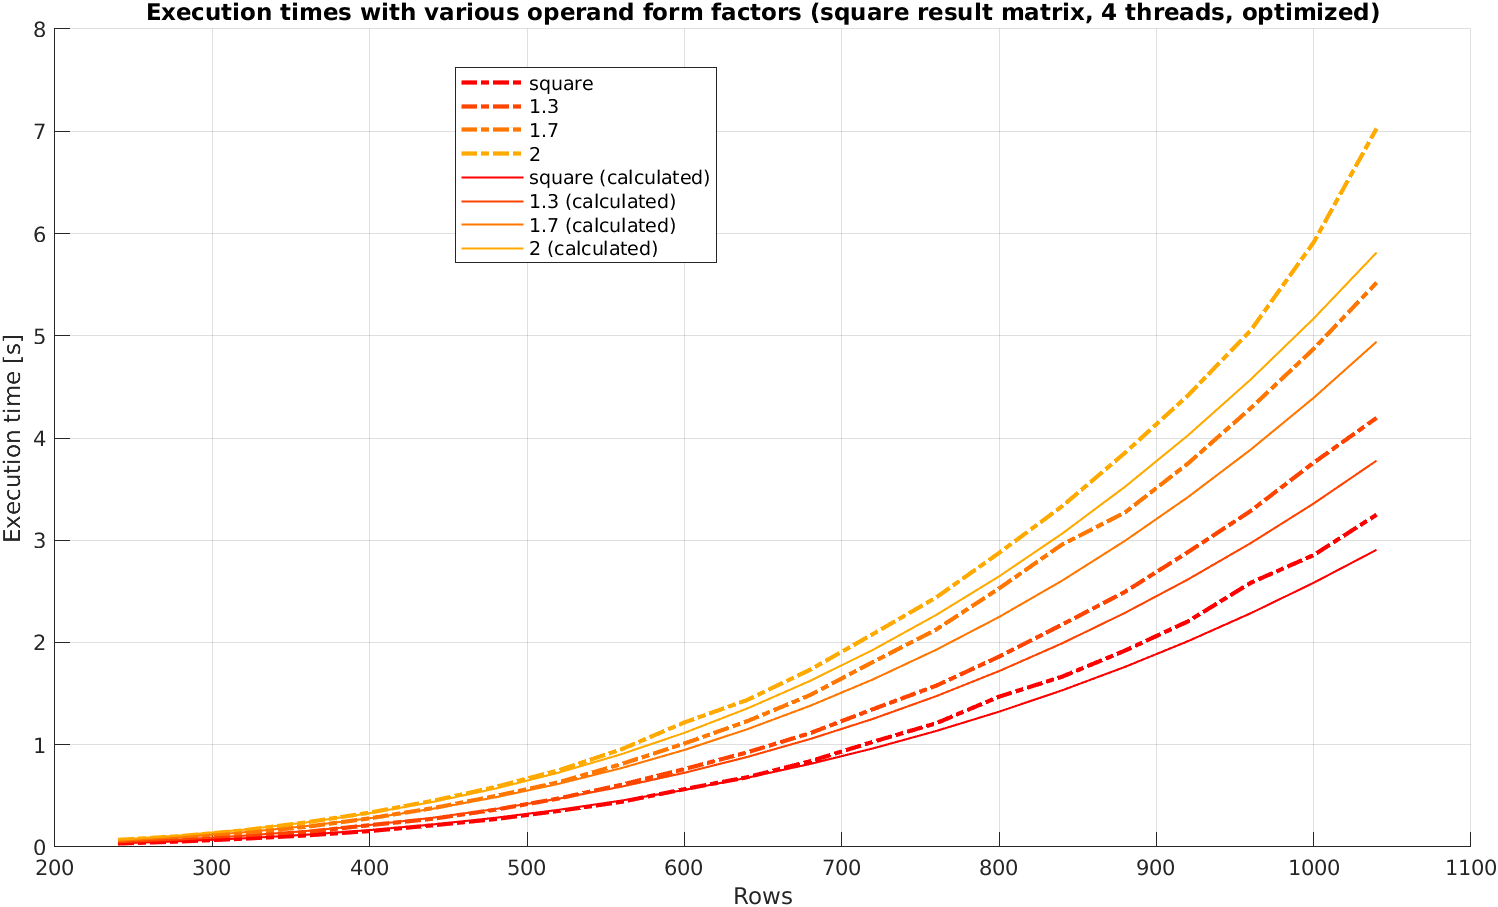 Execution times with various operand form factors (square result matrix, 4 threads, optimized)
8
7
6
5
4
3
2
1
0
Execution time [s]
square
1.3
1.7
2
square (calculated)
1.3 (calculated)
1.7 (calculated)
2 (calculated)
200 300 400 500 600 700 800 900 1000 1100
Rows